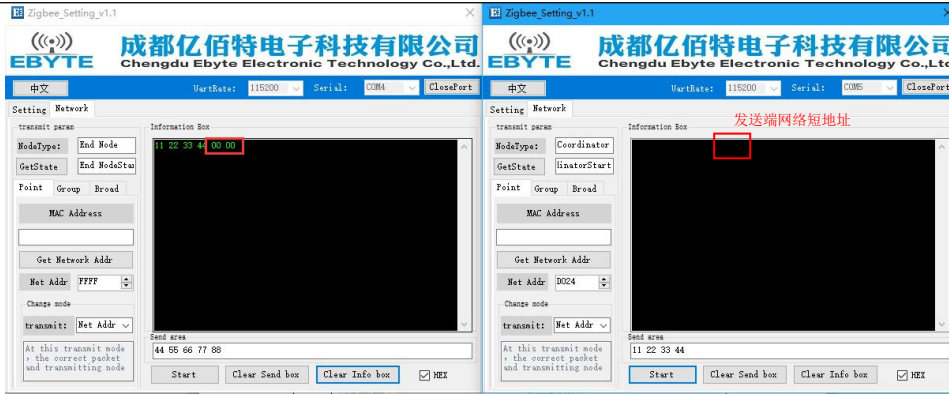 Zigbee_Setting_v1.1
EBYTE
成都亿佰特电子科技有限公司
Chengdu Ebyte Electronic Technology Co.,Ltd.
中文
UartRate: 115200 Serial: COM4 ClosePort
Setting Network
transmit param
NodeType: End Node
GetState End NodeStar
Point Group Broad
MAC Address
Get Network Addr
Net Addr FFFF
Change mode
transmit: Net Addr
At this transmit mode
, the correct packet
and transmitting node
Information Box
11 22 33 44 00 00
Send area
44 55 66 77 88
Start Clear Send box Clear Info box HEX
Zigbee_Setting_v1.1
EBYTE
成都亿佰特电子科技有限公司
Chengdu Ebyte Electronic Technology Co.,Ltd
中文
UartRate: 115200 Serial: COM5 ClosePort
Setting Network
transmit param
NodeType: Coordinator
GetState linatorStart
Point Group Broad
MAC Address
Get Network Addr
Net Addr D024
Change mode
transmit: Net Addr
At this transmit mode
, the correct packet
and transmitting node
发送端网络短地址
Information Box
Send area
11 22 33 44
Start Clear Send box Clear Info box HEX